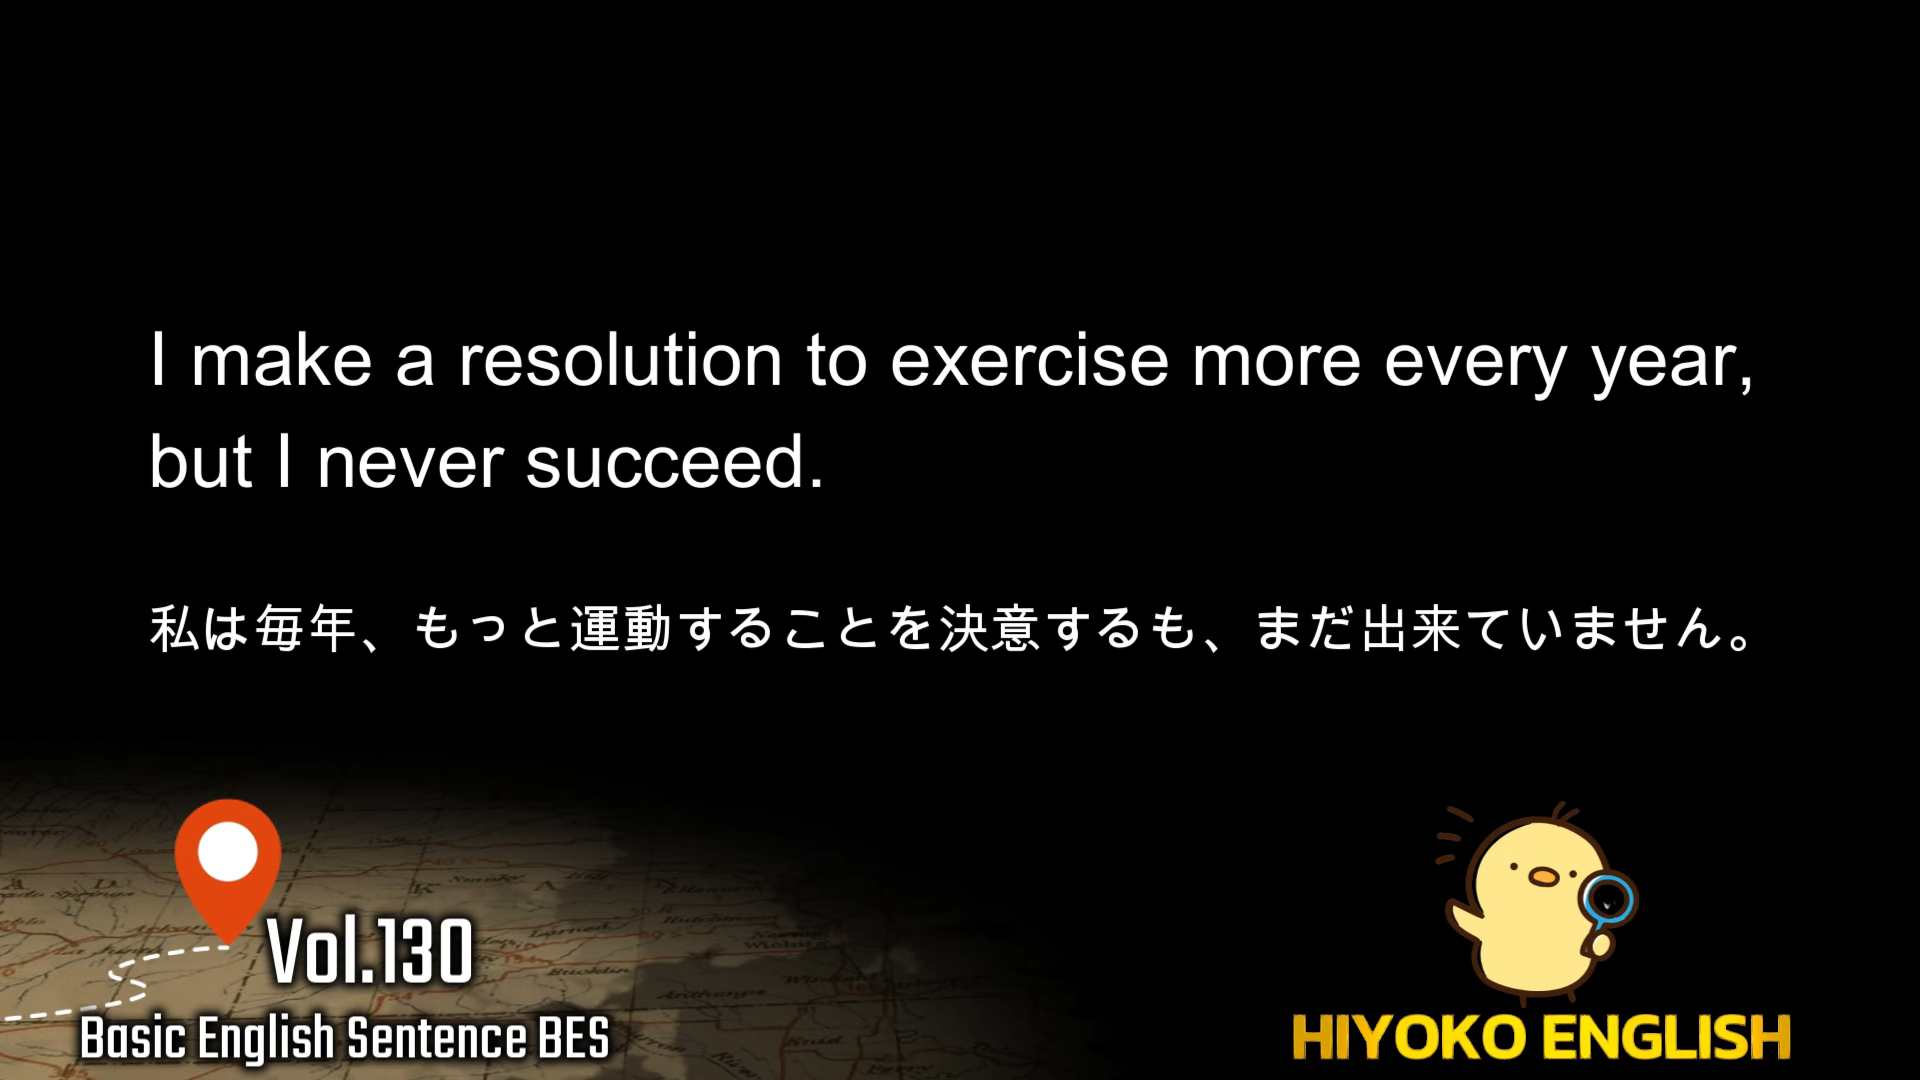 I make a resolution to exercise more every year,
but I never succeed.
私は毎年、もっと運動することを決意するも、まだ出来ていません。
Vol.130
Basic English Sentence BES
HIYOKO ENGLISH